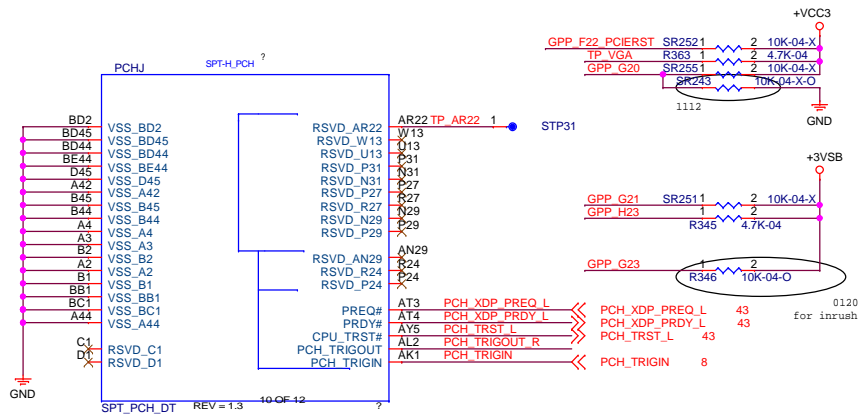 PCHJ
SPT-H_PCH
?
BD2 VSS_BD2
BD45 VSS_BD45
BD44 VSS_BD44
BE44 VSS_BE44
D45 VSS_D45
A42 VSS_A42
B45 VSS_B45
B44 VSS_B44
A4 VSS_A4
A3 VSS_A3
B2 VSS_B2
A2 VSS_A2
B1 VSS_B1
BB1 VSS_BB1
BC1 VSS_BC1
A44 VSS_A44
C1 RSVD_C1
D1 RSVD_D1
GND
RSVD_AR22 AR22 TP_AR22 1 STP31
RSVD_W13 W13
RSVD_U13 U13
RSVD_P31 P31
RSVD_N31 N31
RSVD_P27 P27
RSVD_R27 R27
RSVD_N29 N29
RSVD_P29 P29
RSVD_AN29 AN29
RSVD_R24 R24
RSVD_P24 P24
PREQ# AT3 PCH_XDP_PREQ_L PCH_XDP_PREQ_L 43
PRDY# AT4 PCH_XDP_PRDY_L PCH_XDP_PRDY_L 43
CPU_TRST# AY5 PCH_TRST_L PCH_TRST_L 43
PCH_TRIGOUT AL2 PCH_TRIGOUT_R
PCH_TRIGIN AK1 PCH_TRIGIN PCH_TRIGIN 8
SPT_PCH_DT REV = 1.3 10 OF 12 ?
+VCC3
GPP_F22_PCIERST SR252 1 2 10K-04-X
TP_VGA R363 1 2 4.7K-04
GPP_G20 SR255 1 2 10K-04-X
SR243 1 2 10K-04-X-O
1112
GND
+3VSB
GPP_G21 SR251 1 2 10K-04-X
GPP_H23 R345 1 2 4.7K-04
GPP_G23 R346 1 2 10K-04-O
0120
for inrush